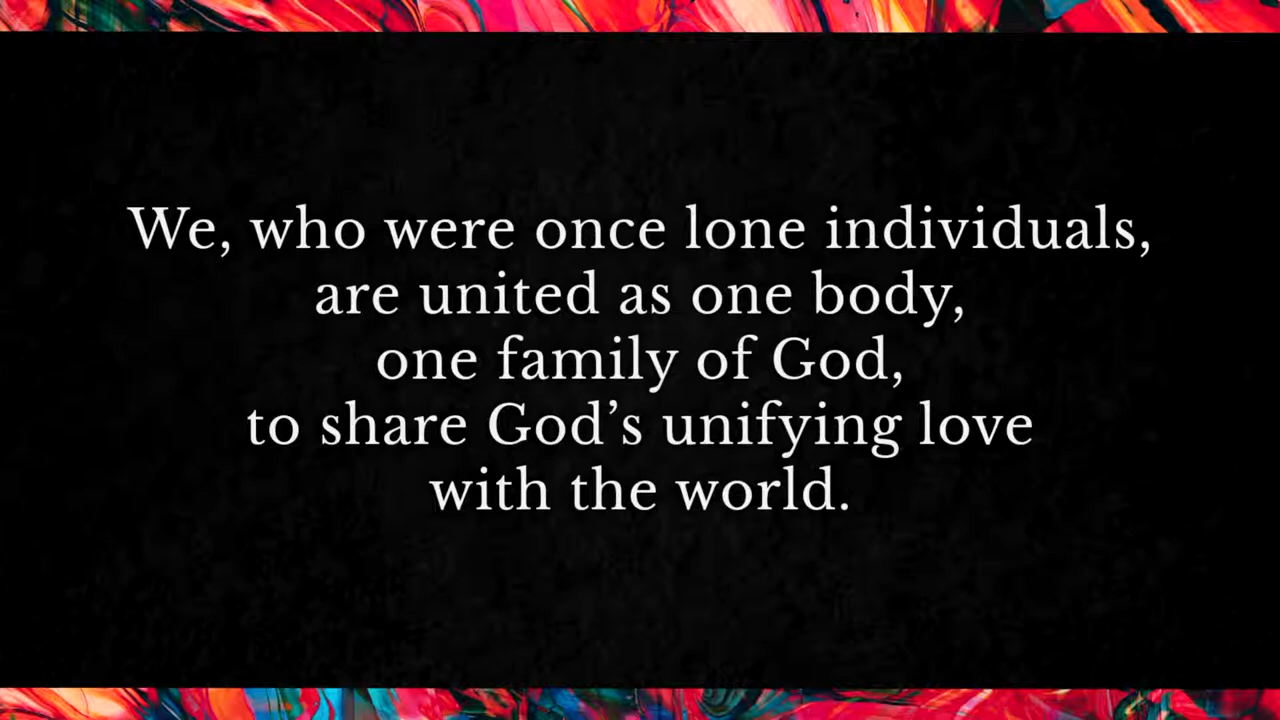 We, who were once lone individuals,
are united as one body,
one family of God,
to share God’s unifying love
with the world.